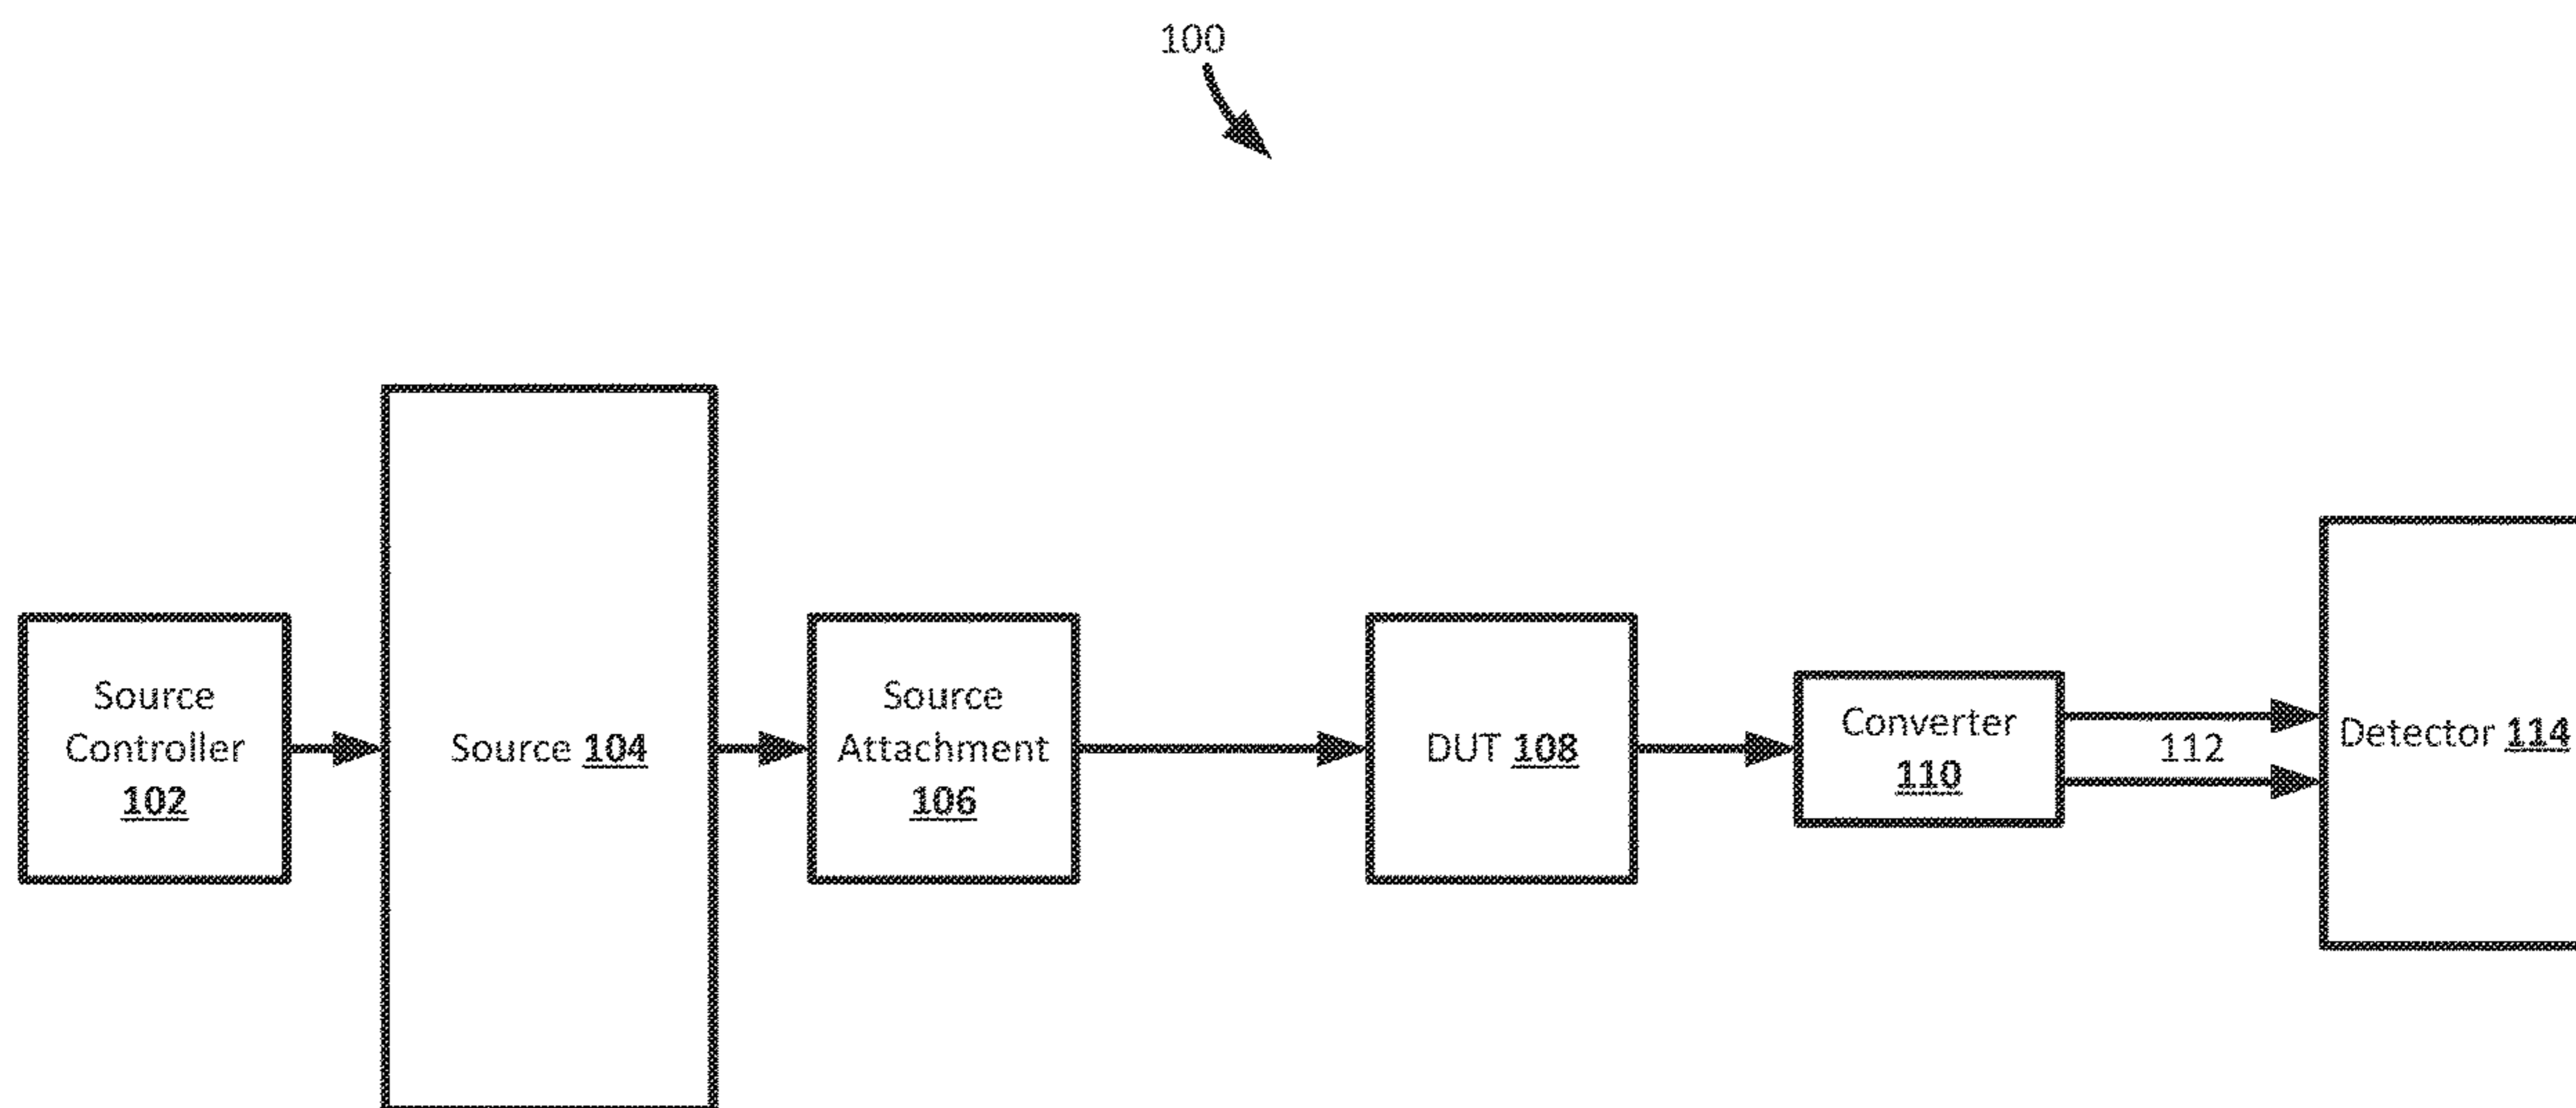 100
Source
Controller
102
Source 104
Source
Attachment
106
DUT 108
Converter
110
112
Detector 114